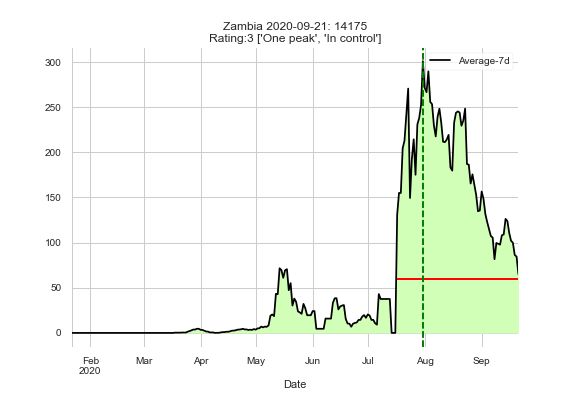 Zambia 2020-09-21: 14175
Rating:3 ['One peak', 'In control']
Average-7d
300
250
200
150
100
50
0
Feb Mar Apr May Jun Jul Aug Sep
2020
Date